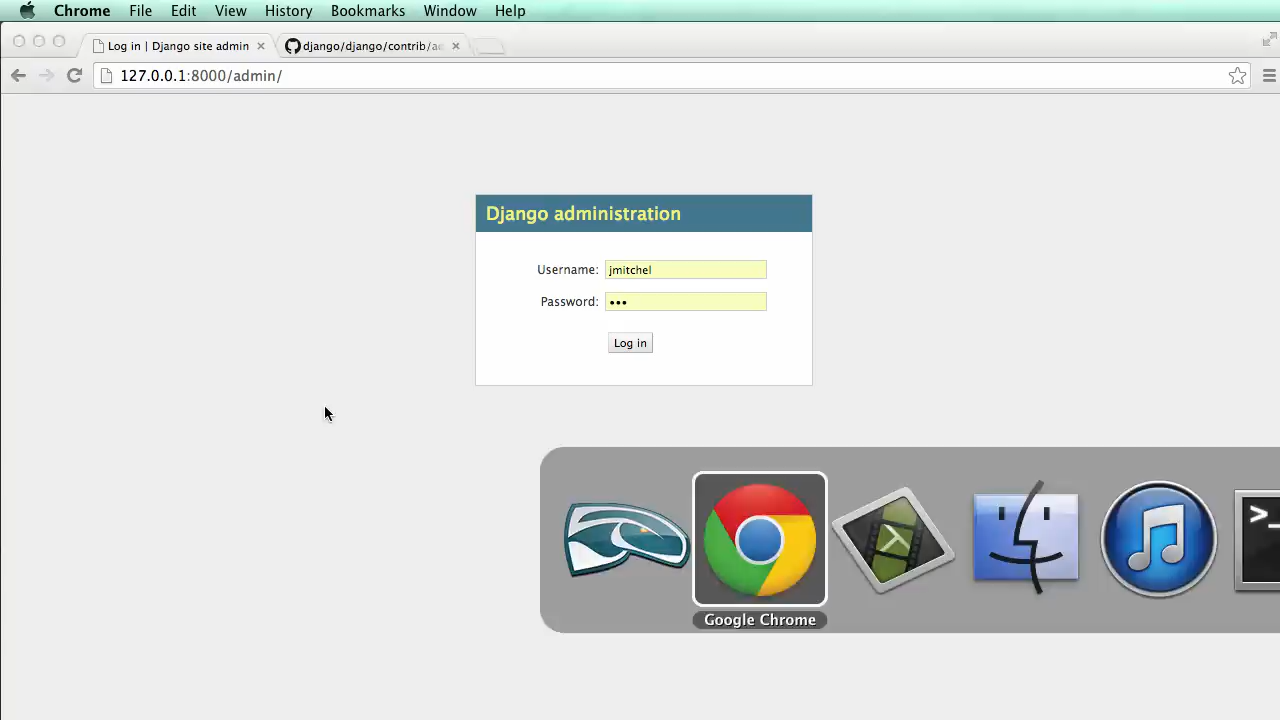 Chrome File Edit View History Bookmarks Window Help
Log in | Django site admin django/django/contrib/ad
127.0.0.1:8000/admin/
Django administration
Username: jmitchel
Password: •••
Log in
>_
Google Chrome